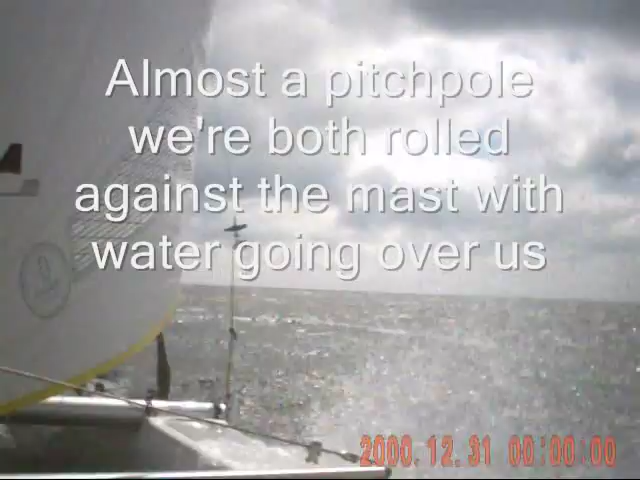 Almost a pitchpole
we're both rolled
against the mast with
water going over us
2000.12.31 00:00:00